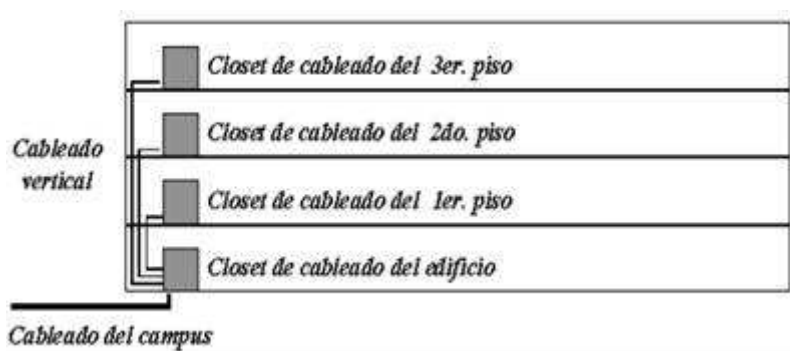 Closet de cableado del 3er. piso
Closet de cableado del 2do. piso
Cableado
vertical
Closet de cableado del 1er. piso
Closet de cableado del edificio
Cableado del campus